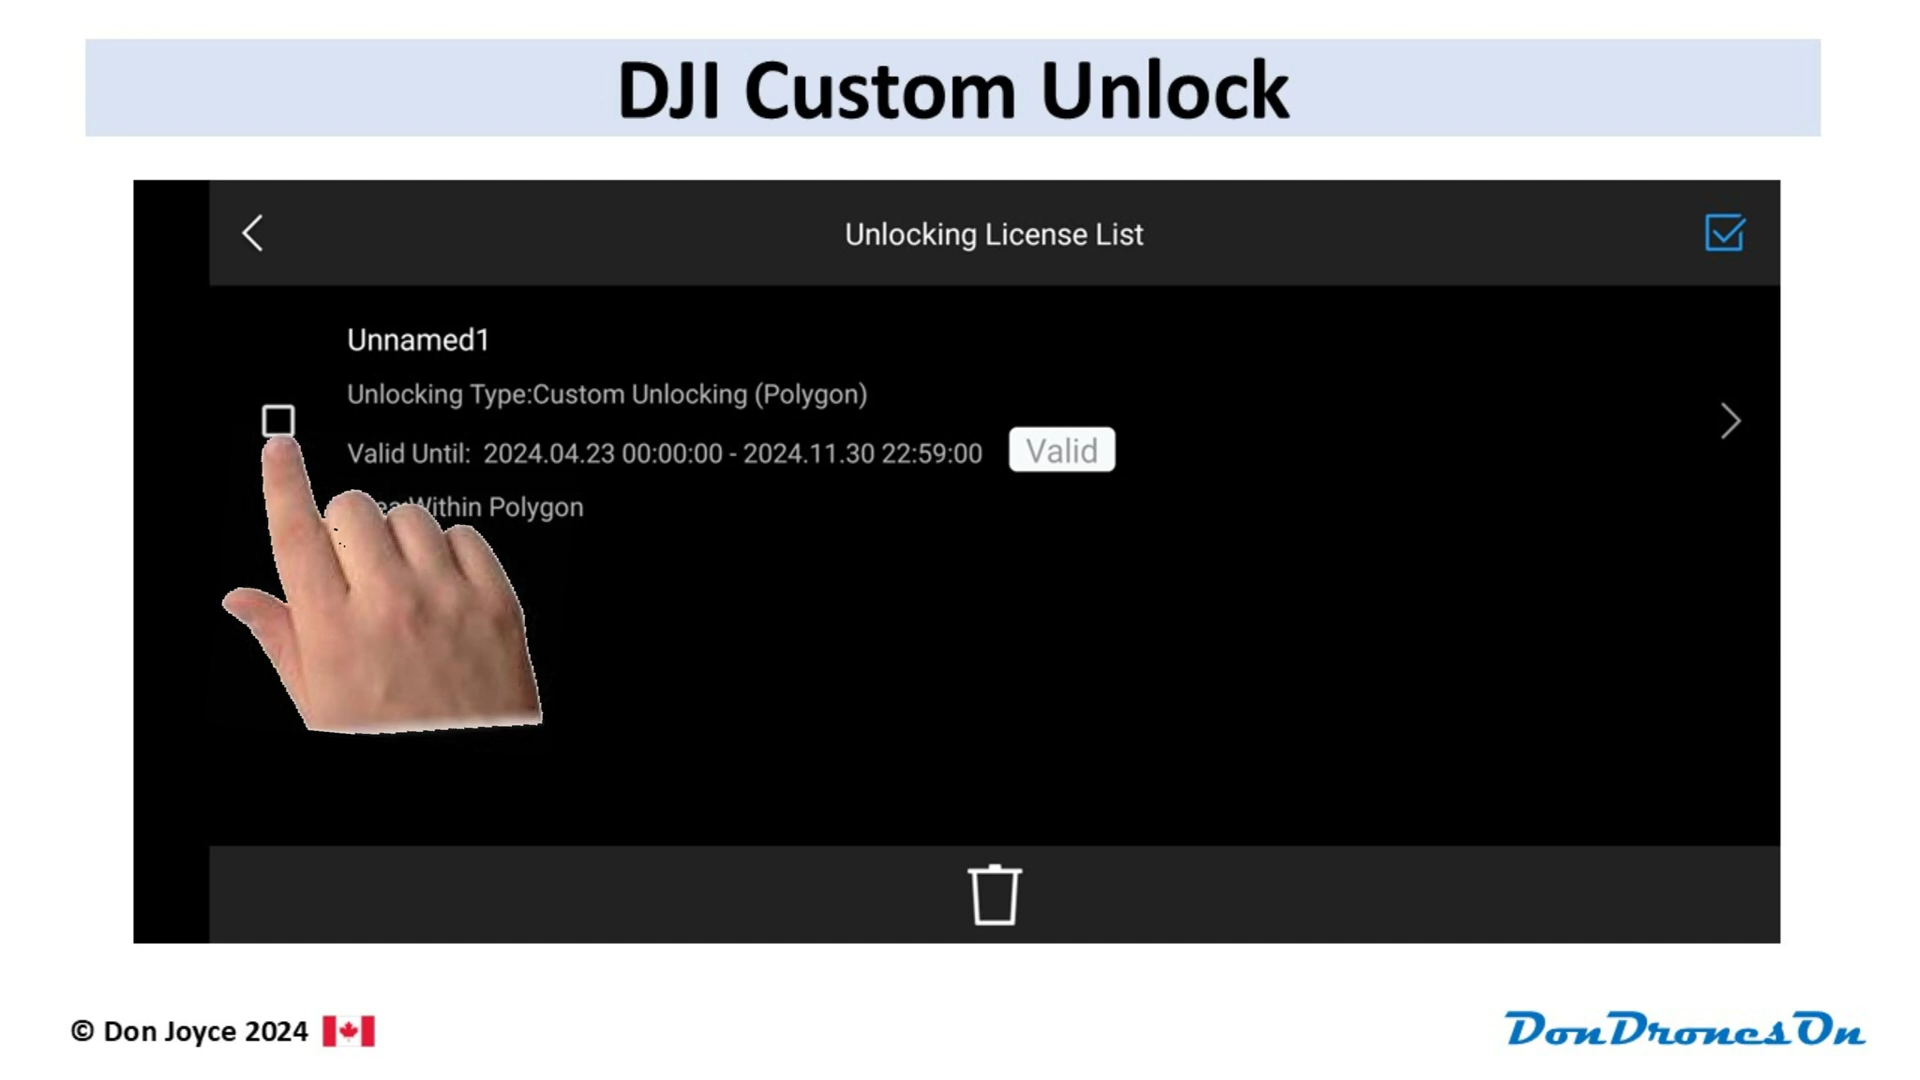 DJI Custom Unlock
Unlocking License List
Unnamed1
Unlocking Type:Custom Unlocking (Polygon)
Valid Until: 2024.04.23 00:00:00 - 2024.11.30 22:59:00 Valid
Within Polygon
© Don Joyce 2024
DonDronesOn